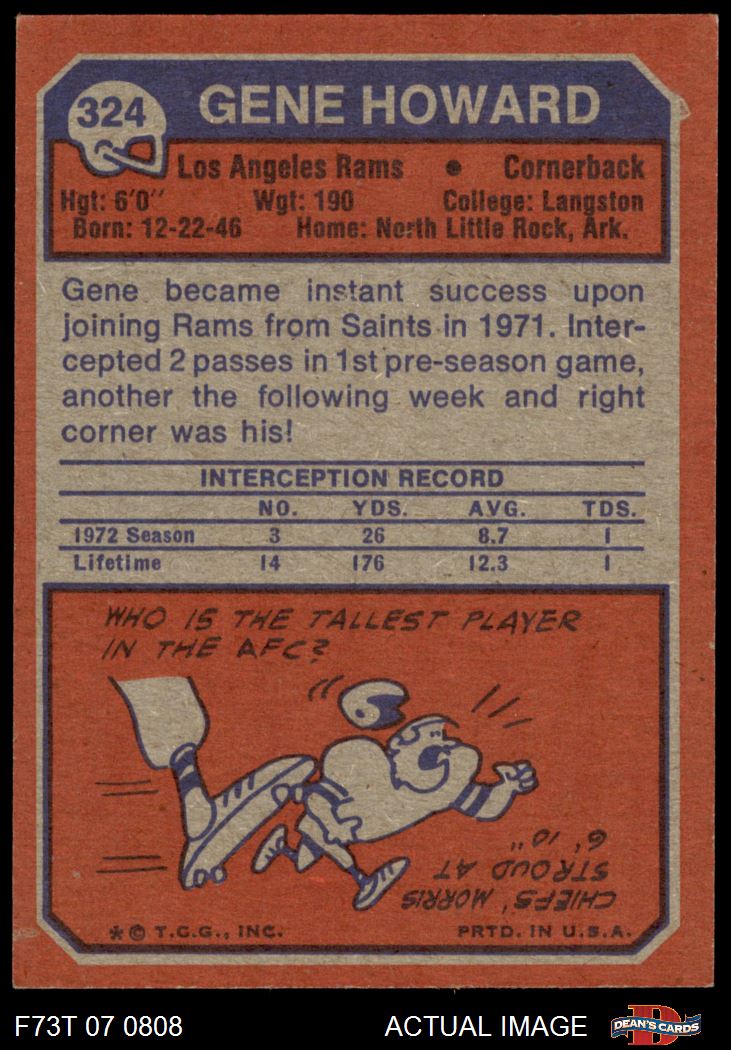 324
GENE HOWARD
Los Angeles Rams • Cornerback
Hgt: 6'0" Wgt: 190 College: Langston
Born: 12-22-46 Home: North Little Rock, Ark.
Gene became instant success upon
joining Rams from Saints in 1971. Inter-
cepted 2 passes in 1st pre-season game,
another the following week and right
corner was his!
INTERCEPTION RECORD
NO. YDS. AVG. TDS.
1972 Season 3 26 8.7 1
Lifetime 14 176 12.3 1
WHO IS THE TALLEST PLAYER
IN THE AFC?
CHIEFS' MORRIS
STROUD AT
6' 10"
* © T.C.G., INC. PRTD. IN U.S.A.
F73T 07 0808 ACTUAL IMAGE
D
DEAN'S CARDS